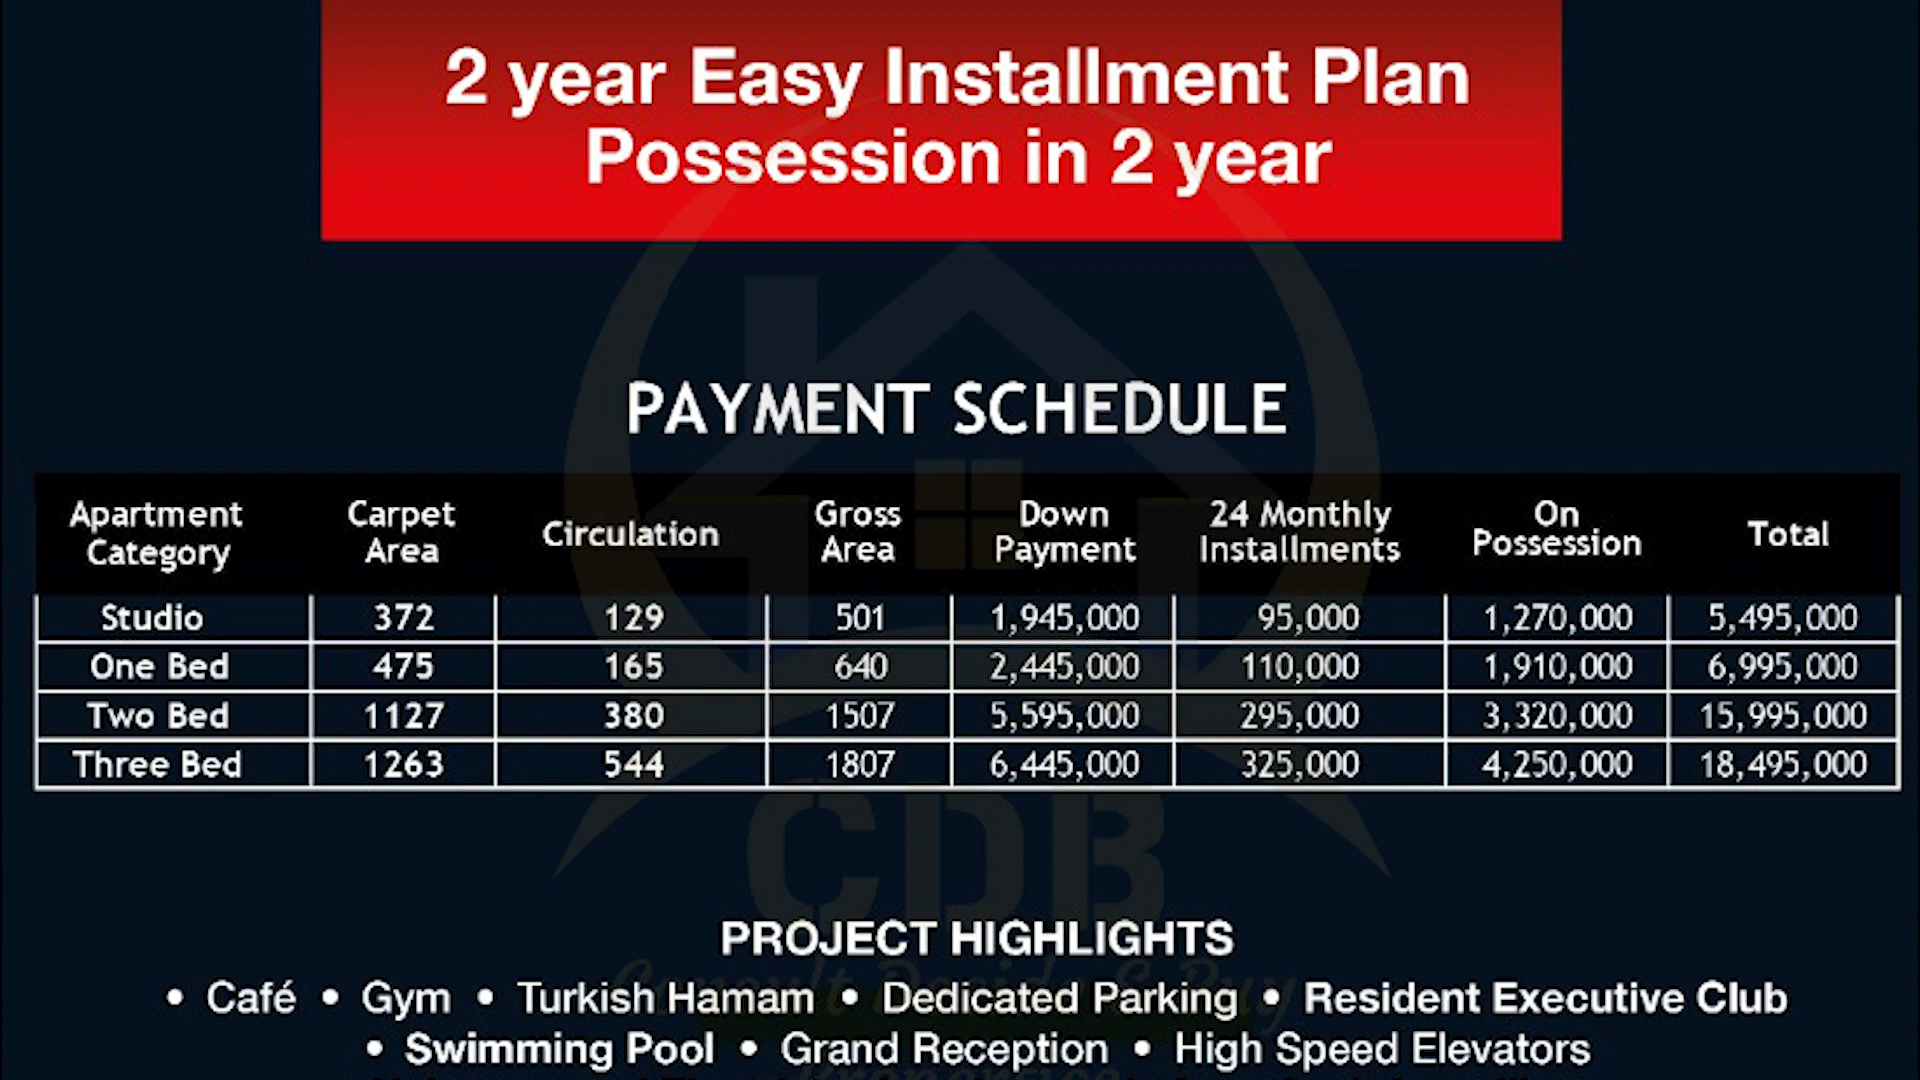 2 year Easy Installment Plan
Possession in 2 year
PAYMENT SCHEDULE
Apartment Category Carpet Area Circulation Gross Area Down Payment 24 Monthly Installments On Possession Total
Studio 372 129 501 1,945,000 95,000 1,270,000 5,495,000
One Bed 475 165 640 2,445,000 110,000 1,910,000 6,995,000
Two Bed 1127 380 1507 5,595,000 295,000 3,320,000 15,995,000
Three Bed 1263 544 1807 6,445,000 325,000 4,250,000 18,495,000
CDB
PROJECT HIGHLIGHTS
• Café • Gym • Turkish Hamam • Dedicated Parking • Resident Executive Club
• Swimming Pool • Grand Reception • High Speed Elevators